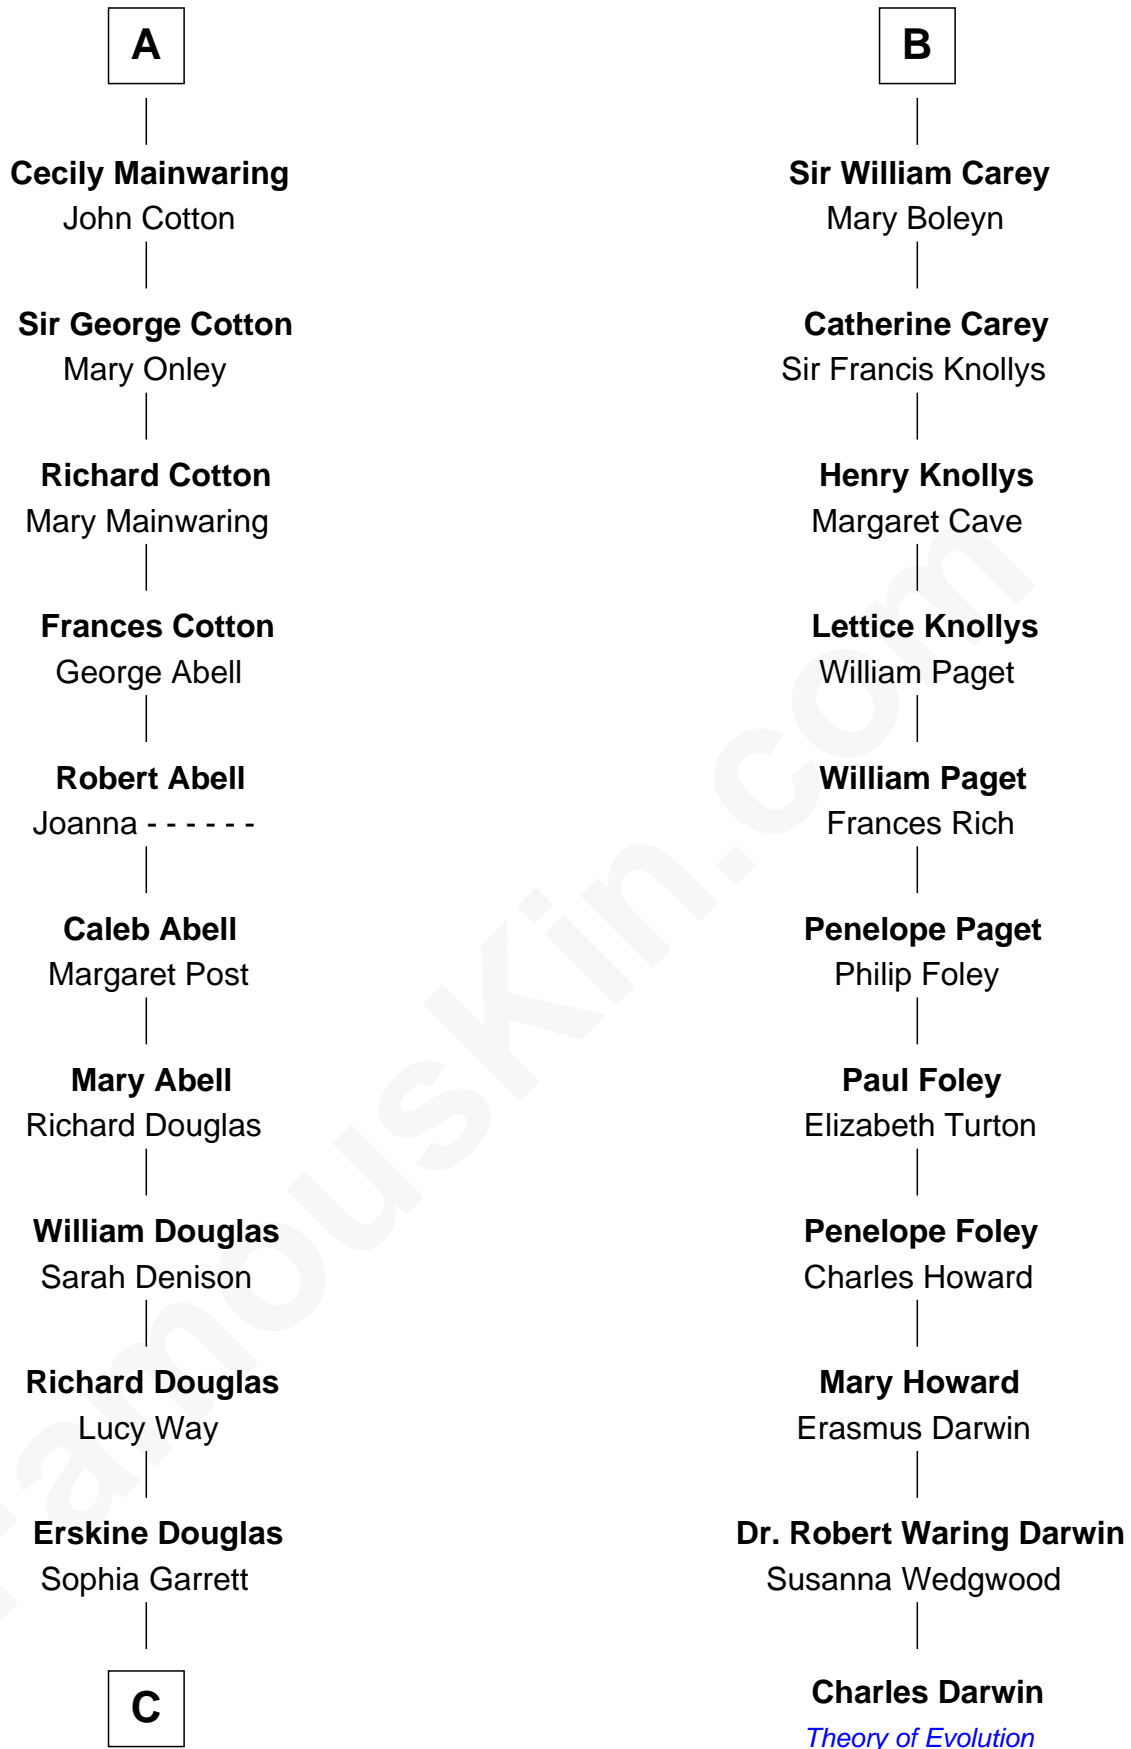 A
Cecily Mainwaring
John Cotton
Sir George Cotton
Mary Onley
Richard Cotton
Mary Mainwaring
Frances Cotton
George Abell
Robert Abell
Joanna - - - - - -
Caleb Abell
Margaret Post
Mary Abell
Richard Douglas
William Douglas
Sarah Denison
Richard Douglas
Lucy Way
Erskine Douglas
Sophia Garrett
C
B
Sir William Carey
Mary Boleyn
Catherine Carey
Sir Francis Knollys
Henry Knollys
Margaret Cave
Lettice Knollys
William Paget
William Paget
Frances Rich
Penelope Paget
Philip Foley
Paul Foley
Elizabeth Turton
Penelope Foley
Charles Howard
Mary Howard
Erasmus Darwin
Dr. Robert Waring Darwin
Susanna Wedgwood
Charles Darwin
Theory of Evolution
FamousKin.com